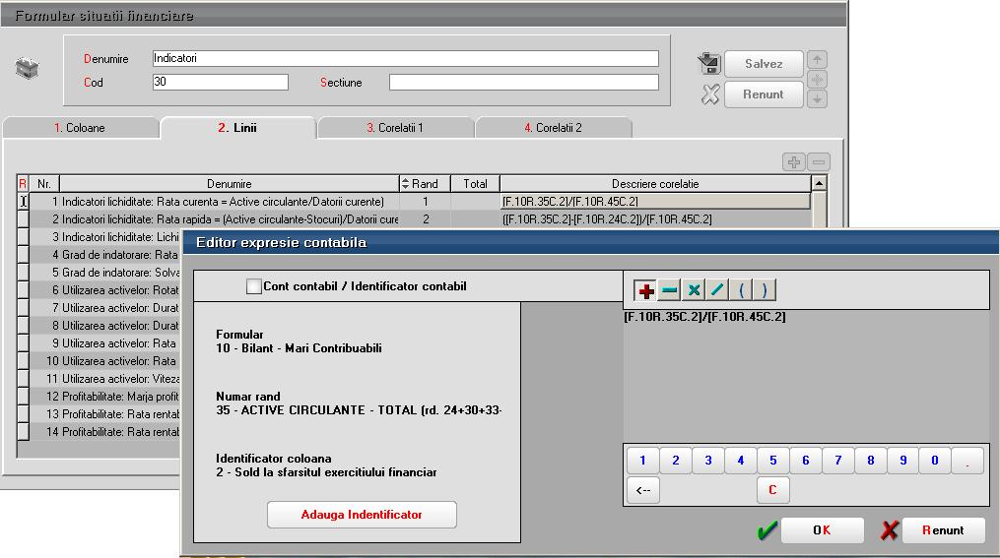 Formular situatii financiare
Denumire Indicatori
Cod 30 Sectiune
Salvez
Renunt
1. Coloane 2. Linii 3. Corelatii 1 4. Corelatii 2
R Nr. Denumire Rand Total Descriere corelatie
1 Indicatori lichiditate: Rata curenta = Active circulante/Datorii curente) 1 [F.10R.35C.2]/[F.10R.45C.2]
2 Indicatori lichiditate: Rata rapida = (Active circulante-Stocuri)/Datorii cure 2 ([F.10R.35C.2]-[F.10R.24C.2])/[F.10R.45C.2]
3 Indicatori lichiditate: Lichi
4 Grad de indatorare: Rata
5 Grad de indatorare: Solva
6 Utilizarea activelor: Rotat
7 Utilizarea activelor: Durat
8 Utilizarea activelor: Durat
9 Utilizarea activelor: Rata
10 Utilizarea activelor: Rata
11 Utilizarea activelor: Viteza
12 Profitabilitate: Marja profit
13 Profitabilitate: Rata rentab
14 Profitabilitate: Rata rentab
Editor expresie contabila
Cont contabil / Identificator contabil
Formular
10 - Bilant - Mari Contribuabili
Numar rand
35 - ACTIVE CIRCULANTE - TOTAL (rd. 24+30+33-
Identificator coloana
2 - Sold la sfarsitul exercitiului financiar
Adauga Indentificator
( )
[F.10R.35C.2]/[F.10R.45C.2]
1 2 3 4 5 6 7 8 9 0 .
<-- C
OK Renunt